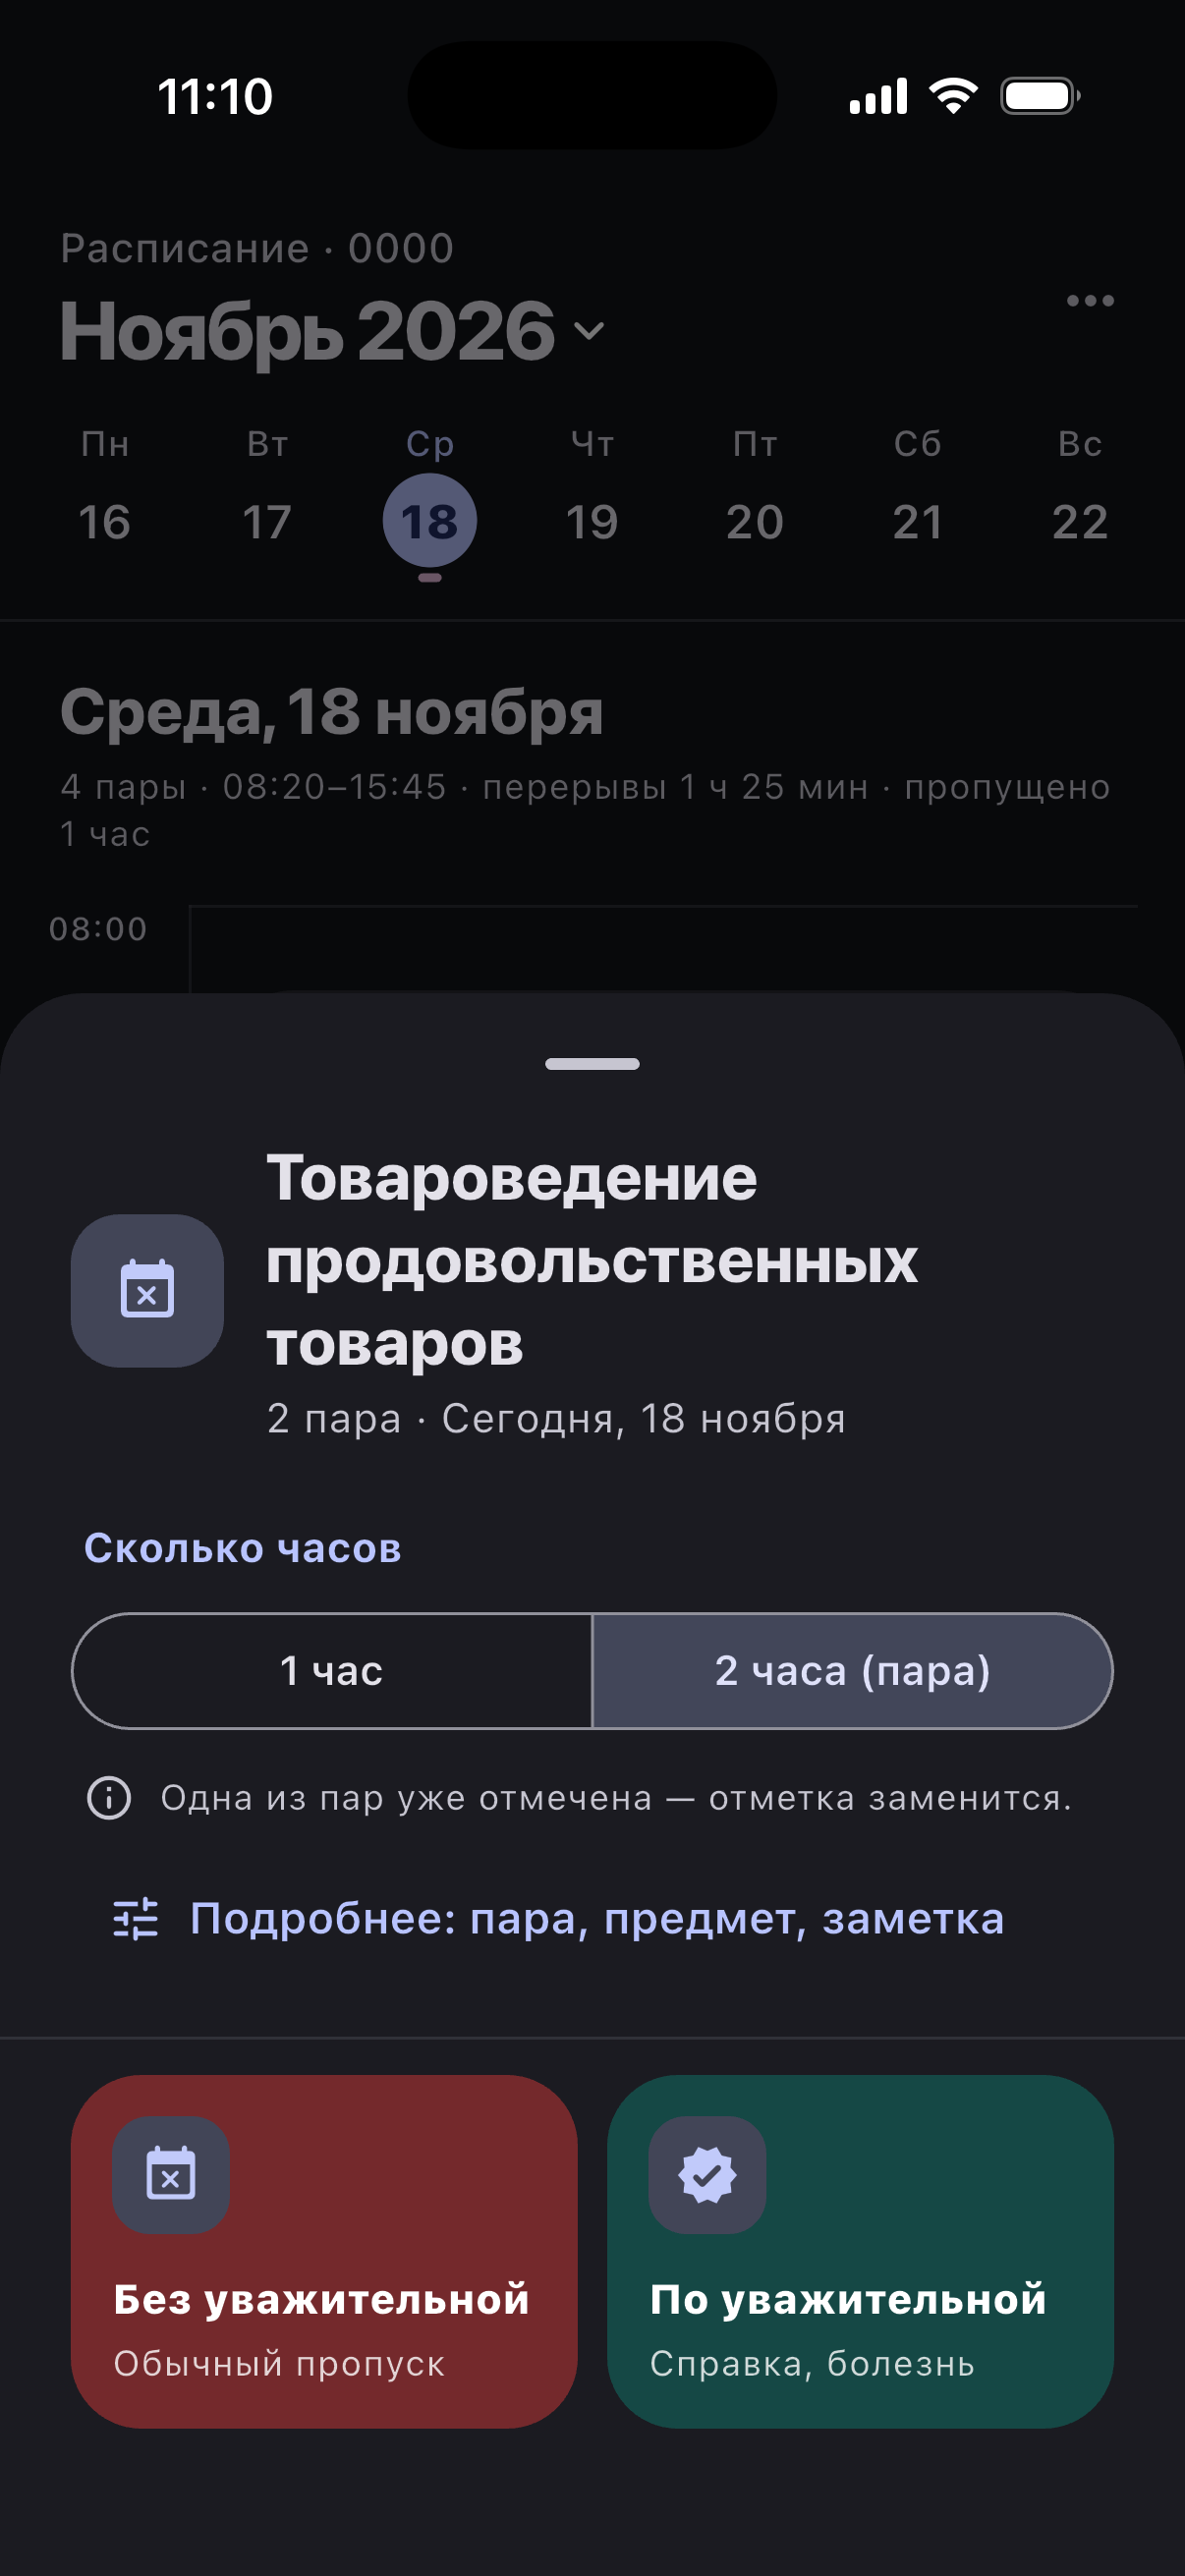 11:10
Расписание · 0000
Ноябрь 2026
Пн Вт Ср Чт Пт Сб Вс
16 17 18 19 20 21 22
Среда, 18 ноября
4 пары · 08:20–15:45 · перерывы 1 ч 25 мин · пропущено
1 час
08:00
Товароведение
продовольственных
товаров
2 пара · Сегодня, 18 ноября
Сколько часов
1 час
2 часа (пара)
Одна из пар уже отмечена — отметка заменится.
Подробнее: пара, предмет, заметка
Без уважительной
Обычный пропуск
По уважительной
Справка, болезнь